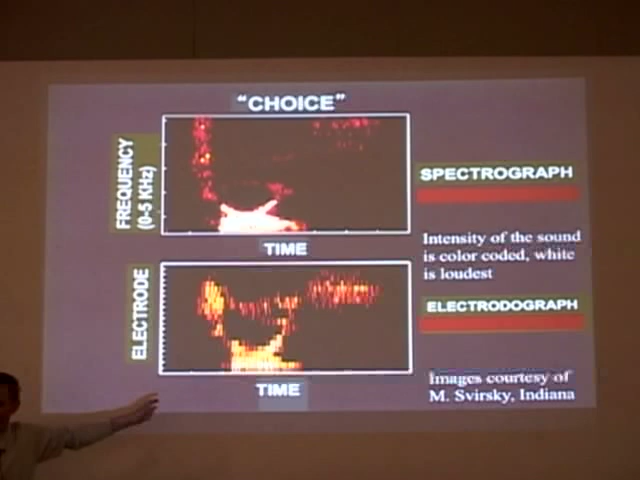 "CHOICE"
FREQUENCY
(0-5 KHz)
SPECTROGRAPH
TIME
Intensity of the sound
is color coded, white
is loudest
ELECTRODE
ELECTRODOGRAPH
TIME
Images courtesy of
M. Svirsky, Indiana